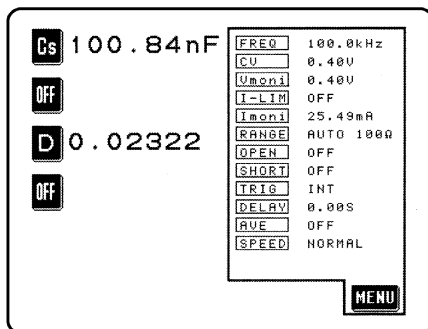 Cs 100.84nF
OFF
D 0.02322
OFF
FREQ 100.0kHz
CV 0.40V
Vmoni 0.40V
I-LIM OFF
Imoni 25.49mA
RANGE AUTO 100Ω
OPEN OFF
SHORT OFF
TRIG INT
DELAY 0.00S
AVE OFF
SPEED NORMAL
MENU